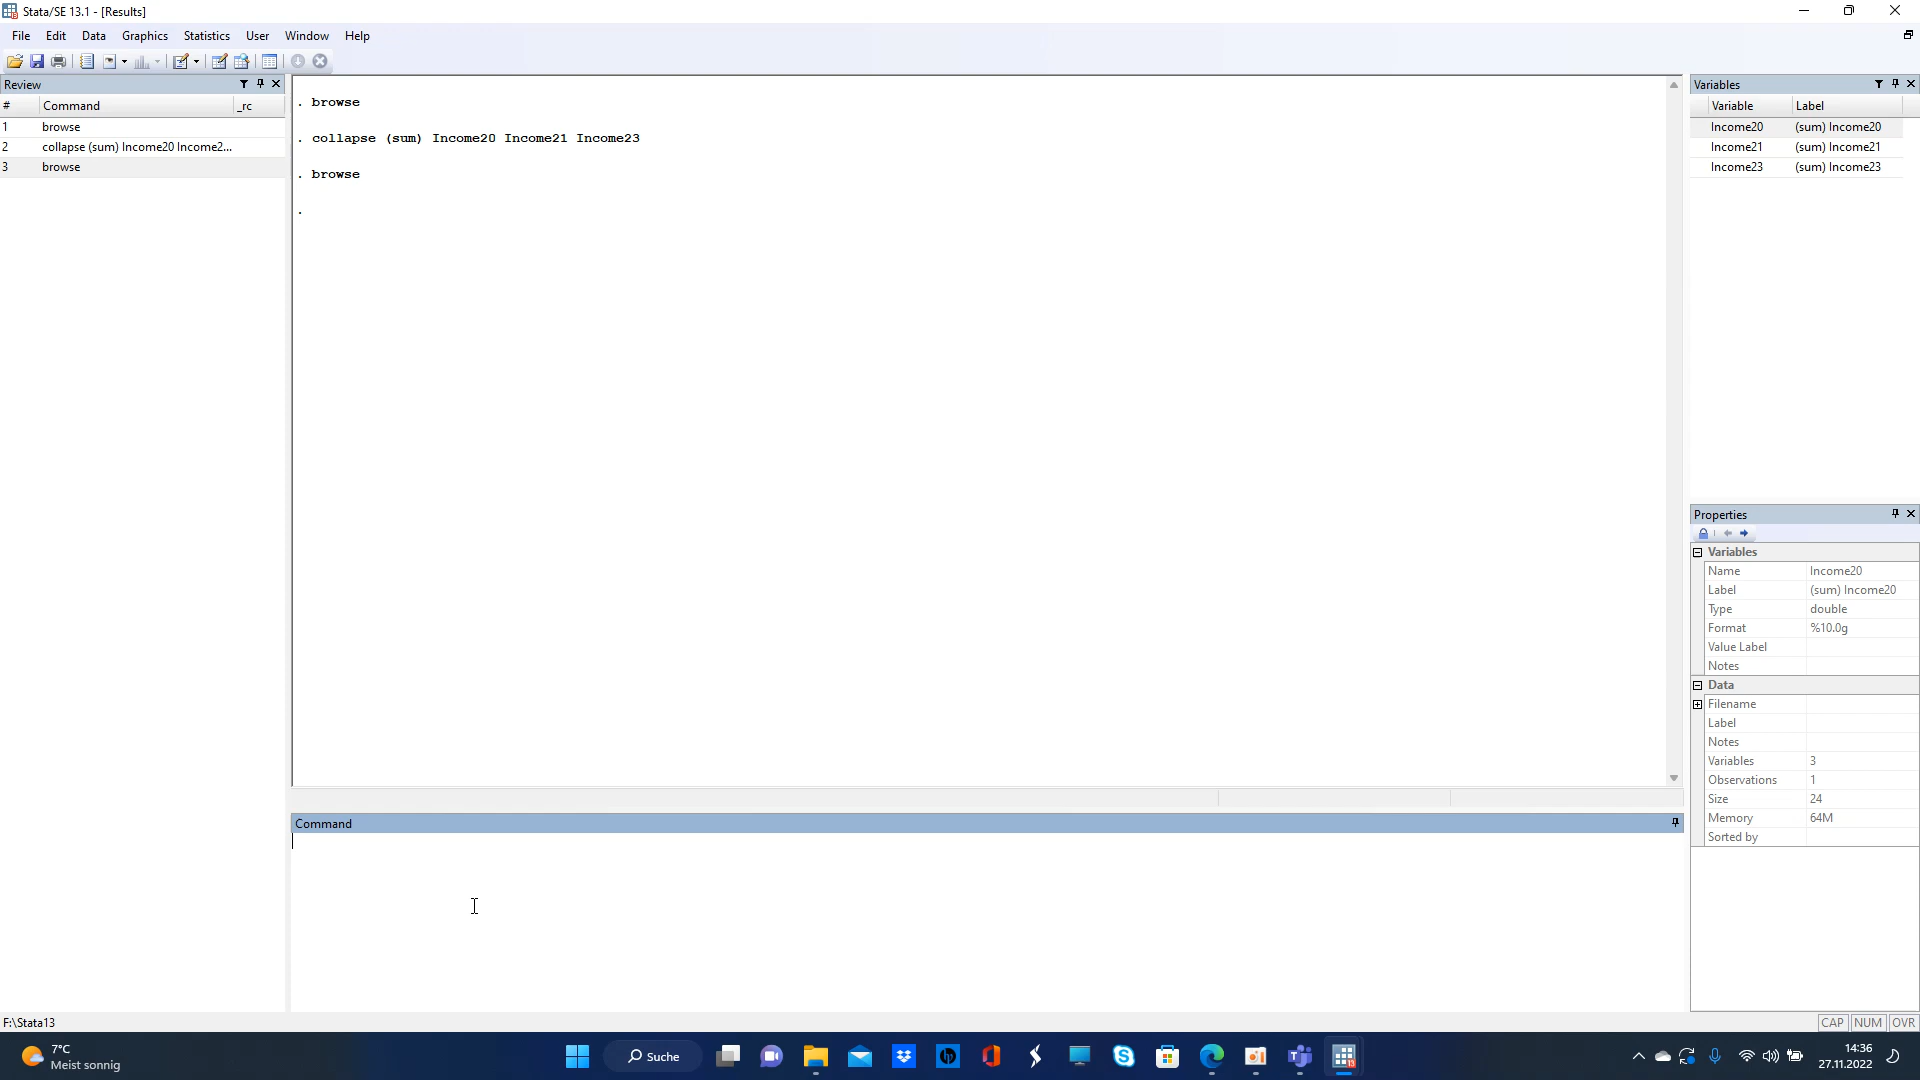 Stata/SE 13.1 - [Results]
File Edit Data Graphics Statistics User Window Help
Review
# Command _rc
1 browse
2 collapse (sum) Income20 Income2...
3 browse
. browse
. collapse (sum) Income20 Income21 Income23
. browse
.
Command
Variables
Variable Label
Income20 (sum) Income20
Income21 (sum) Income21
Income23 (sum) Income23
Properties
Variables
Name Income20
Label (sum) Income20
Type double
Format %10.0g
Value Label
Notes
Data
Filename
Label
Notes
Variables 3
Observations 1
Size 24
Memory 64M
Sorted by
F:\Stata13
CAP NUM OVR
7°C
Meist sonnig
Suche
14:36
27.11.2022